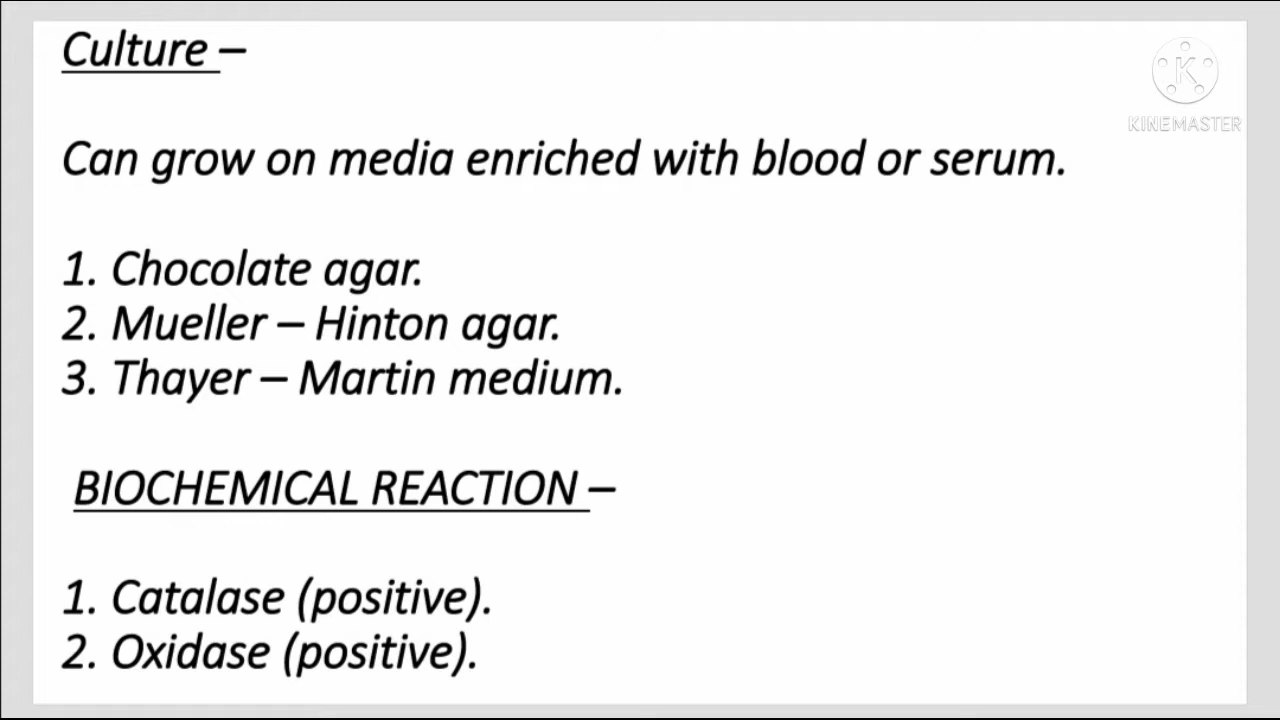 Culture –
K
KINEMASTER
Can grow on media enriched with blood or serum.
1. Chocolate agar.
2. Mueller – Hinton agar.
3. Thayer – Martin medium.
BIOCHEMICAL REACTION –
1. Catalase (positive).
2. Oxidase (positive).